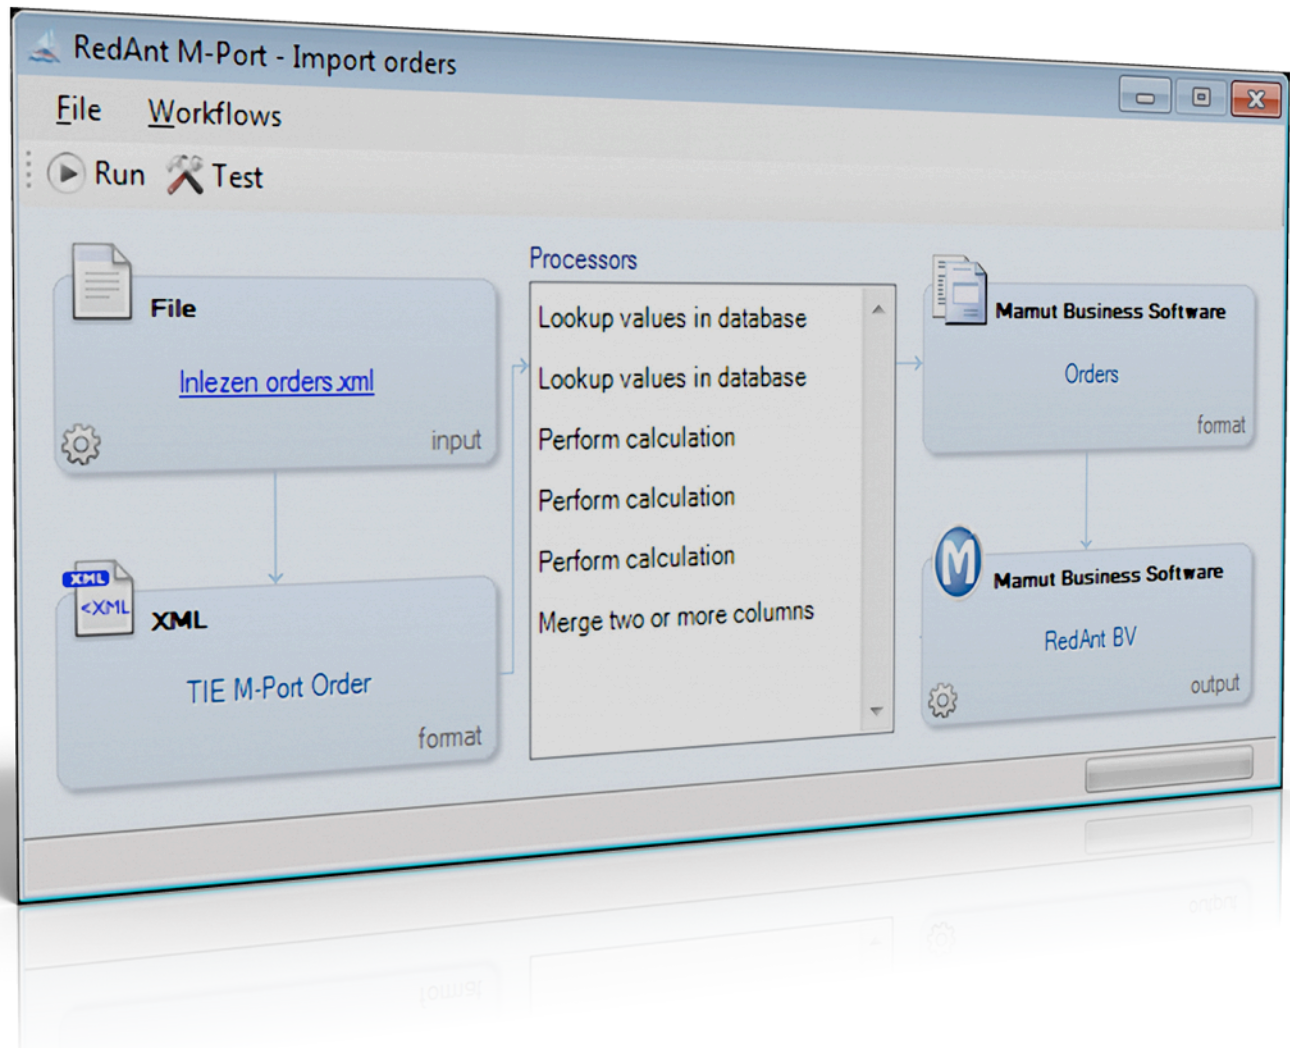 RedAnt M-Port - Import orders
File Workflows
Run Test
File
Inlezen orders.xml
input
XML
<XML
XML
TIE M-Port Order
format
Processors
Lookup values in database
Lookup values in database
Perform calculation
Perform calculation
Perform calculation
Merge two or more columns
Mamut Business Software
Orders
format
M
Mamut Business Software
RedAnt BV
output